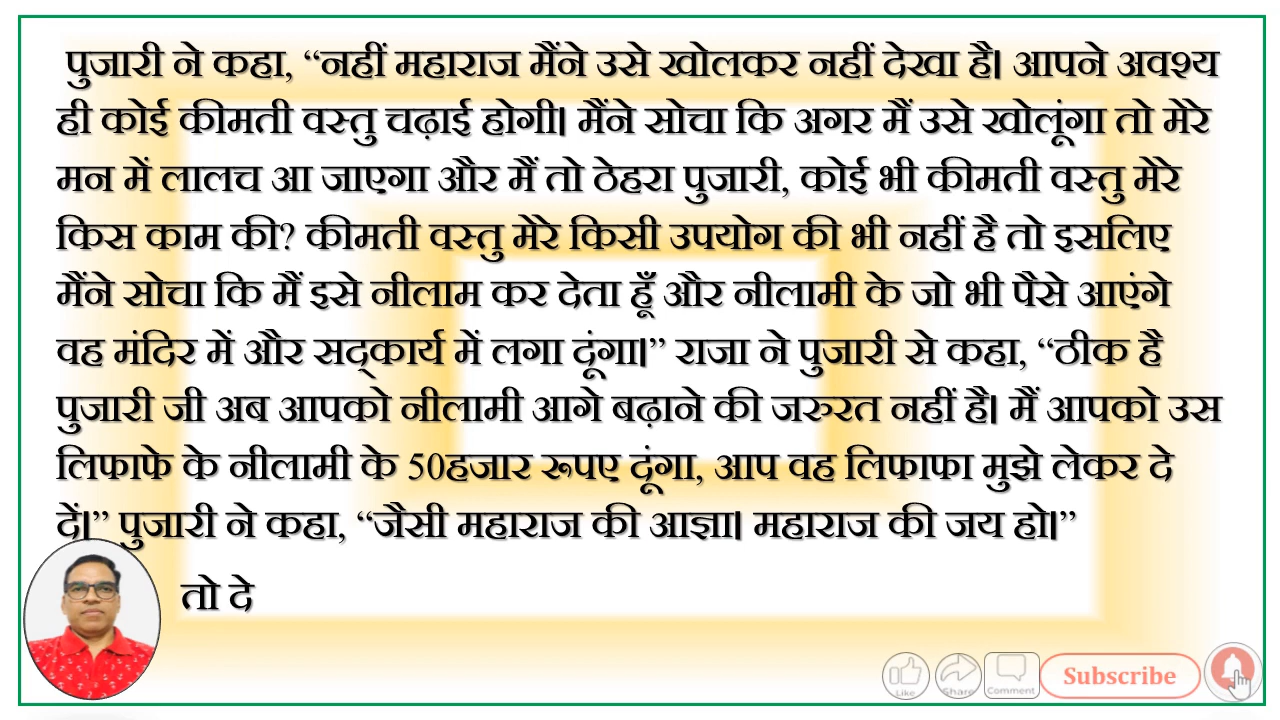 पुजारी ने कहा, “नहीं महाराज मैंने उसे खोलकर नहीं देखा है। आपने अवश्य
ही कोई कीमती वस्तु चढ़ाई होगी। मैंने सोचा कि अगर मैं उसे खोलूंगा तो मेरे
मन में लालच आ जाएगा और मैं तो ठेहरा पुजारी, कोई भी कीमती वस्तु मेरे
किस काम की? कीमती वस्तु मेरे किसी उपयोग की भी नहीं है तो इसलिए
मैंने सोचा कि मैं इसे नीलाम कर देता हूँ और नीलामी के जो भी पैसे आएंगे
वह मंदिर में और सद्‌कार्य में लगा दूंगा।” राजा ने पुजारी से कहा, “ठीक है
पुजारी जी अब आपको नीलामी आगे बढ़ाने की जरुरत नहीं है। मैं आपको उस
लिफाफे के नीलामी के 50हजार रूपए दूंगा, आप वह लिफाफा मुझे लेकर दे
दें।” पुजारी ने कहा, “जैसी महाराज की आज्ञा। महाराज की जय हो।”
तो दे
Like Share Comment Subscribe